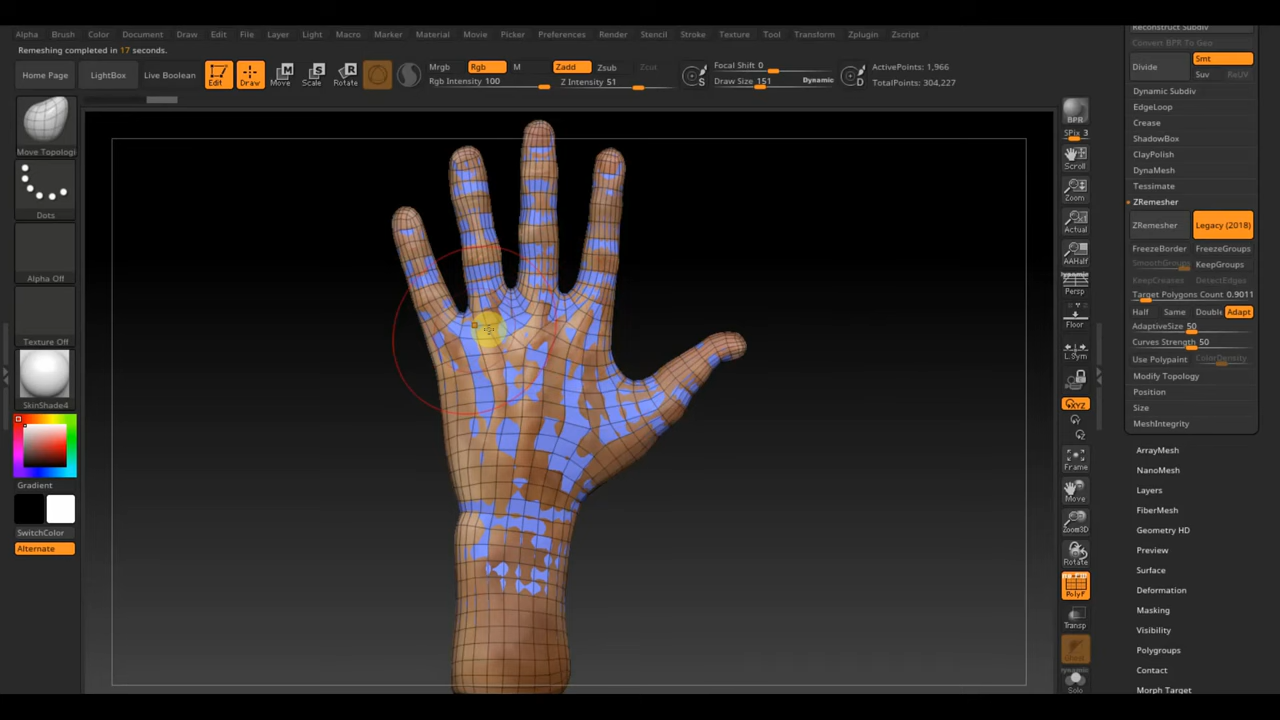 Reconstruct Subdiv
Alpha Brush Color Document Draw Edit File Layer Light Macro Marker Material Movie Picker Preferences Render Stencil Stroke Texture Tool Transform Zplugin Zscript
Convert BPR To Geo
Remeshing completed in 17 seconds.
Home Page
LightBox
Live Boolean
Edit
Draw
Move
Scale
Rotate
Mrgb Rgb M
Rgb Intensity 100
Zadd Zsub Zcut
Z Intensity 51
S
Focal Shift 0
Draw Size 151 Dynamic
D
ActivePoints: 1,966
TotalPoints: 304,227
Divide
Smt
Suv ReUV
Dynamic Subdiv
EdgeLoop
Crease
ShadowBox
ClayPolish
DynaMesh
Tessimate
ZRemesher
ZRemesher Legacy (2018)
FreezeBorder FreezeGroups
SmoothGroups KeepGroups
KeepCreases DetectEdges
Target Polygons Count 0.9011
Half Same Double Adapt
AdaptiveSize 50
Curves Strength 50
Use Polypaint ColorDensity
Modify Topology
Position
Size
MeshIntegrity
ArrayMesh
NanoMesh
Layers
FiberMesh
Geometry HD
Preview
Surface
Deformation
Masking
Visibility
Polygroups
Contact
Morph Target
BPR
SPix 3
Scroll
Zoom
Actual
AAHalf
Dynamic
Persp
Floor
L.Sym
XYZ
Y
Z
Frame
Move
Zoom3D
Rotate
PolyF
Transp
Ghost
Dynamic
Solo
Move Topologi
Dots
Alpha Off
Texture Off
SkinShade4
Gradient
SwitchColor
Alternate